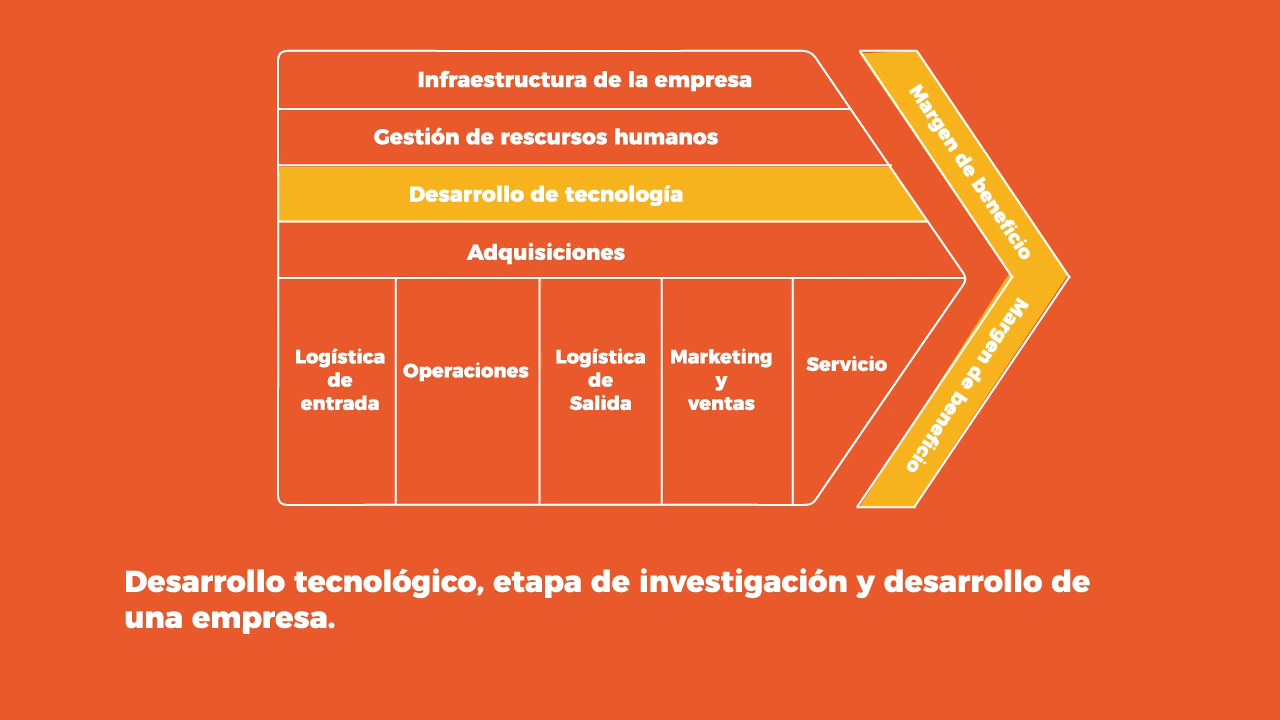 Infraestructura de la empresa
Gestión de rescursos humanos
Desarrollo de tecnología
Adquisiciones
Logística
de
entrada
Operaciones
Logística
de
Salida
Marketing
y
ventas
Servicio
Margen de beneficio
Margen de beneficio
Desarrollo tecnológico, etapa de investigación y desarrollo de
una empresa.